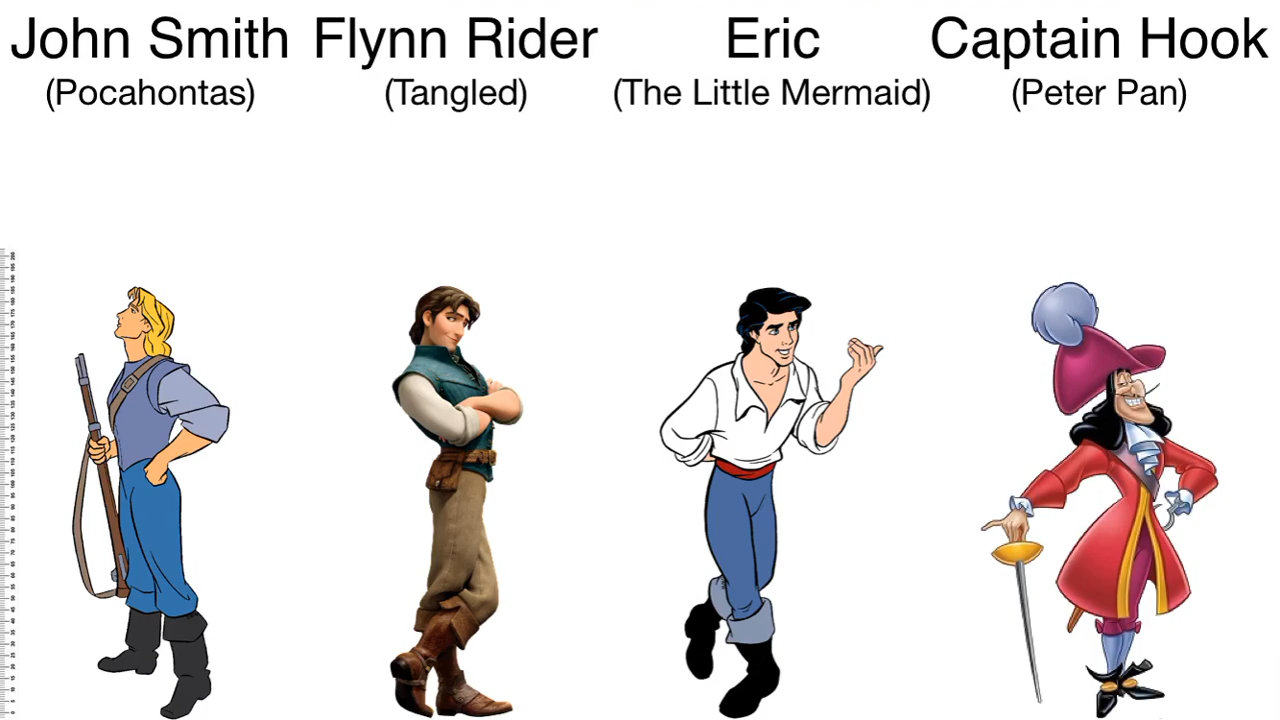 John Smith Flynn Rider Eric Captain Hook
(Pocahontas) (Tangled) (The Little Mermaid) (Peter Pan)